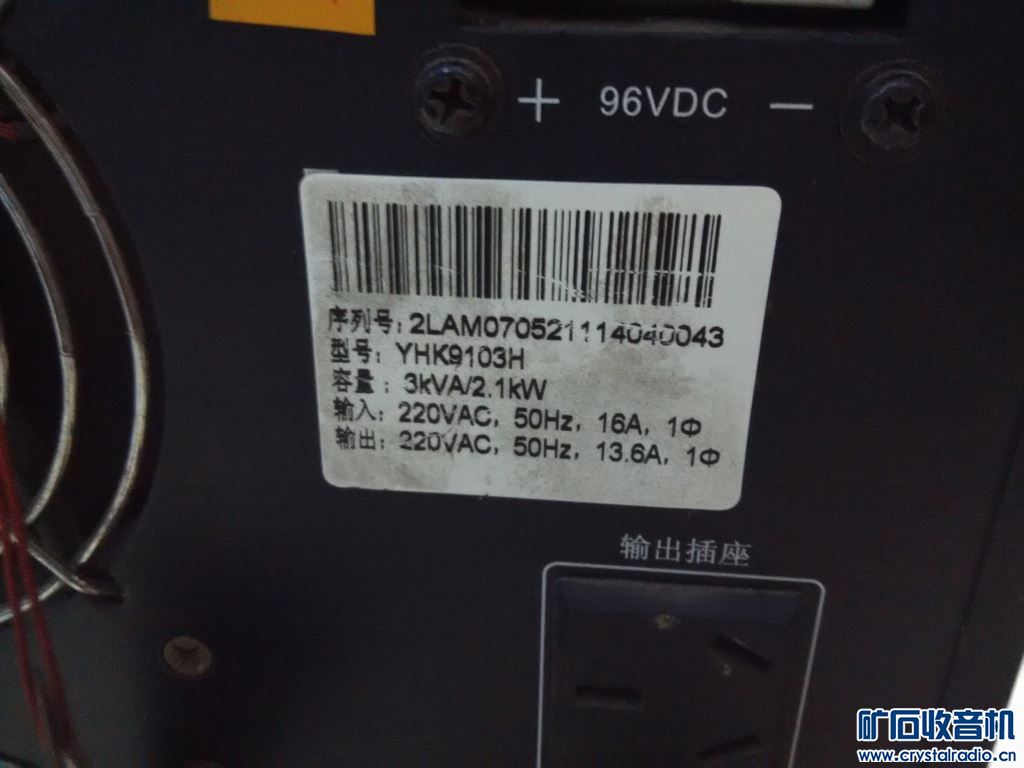 + 96VDC −
序列号：2LAM070521114040043
型号：YHK9103H
容量：3kVA/2.1kW
输入：220VAC，50Hz，16A，1Φ
输出：220VAC，50Hz，13.6A，1Φ
输出插座
矿石收音机
www.crystalradio.cn